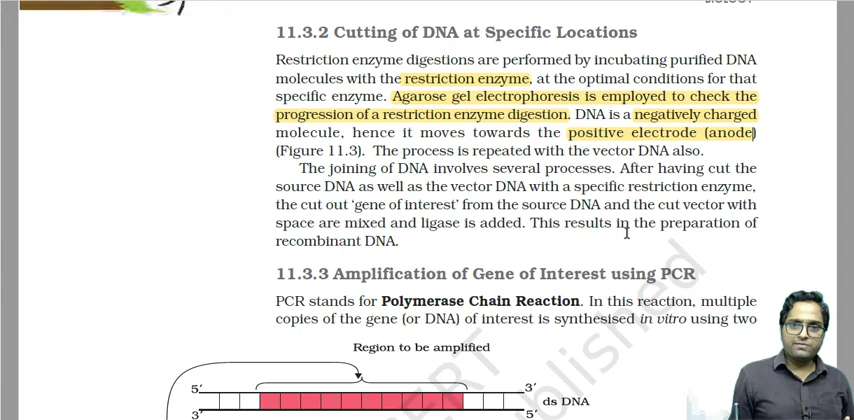 BIOLOGY
11.3.2 Cutting of DNA at Specific Locations
Restriction enzyme digestions are performed by incubating purified DNA
molecules with the restriction enzyme, at the optimal conditions for that
specific enzyme. Agarose gel electrophoresis is employed to check the
progression of a restriction enzyme digestion. DNA is a negatively charged
molecule, hence it moves towards the positive electrode (anode)
(Figure 11.3). The process is repeated with the vector DNA also.
The joining of DNA involves several processes. After having cut the
source DNA as well as the vector DNA with a specific restriction enzyme,
the cut out ‘gene of interest’ from the source DNA and the cut vector with
space are mixed and ligase is added. This results in the preparation of
recombinant DNA.
11.3.3 Amplification of Gene of Interest using PCR
PCR stands for Polymerase Chain Reaction. In this reaction, multiple
copies of the gene (or DNA) of interest is synthesised in vitro using two
Region to be amplified
5′ 3′
ds DNA
3′ 5′